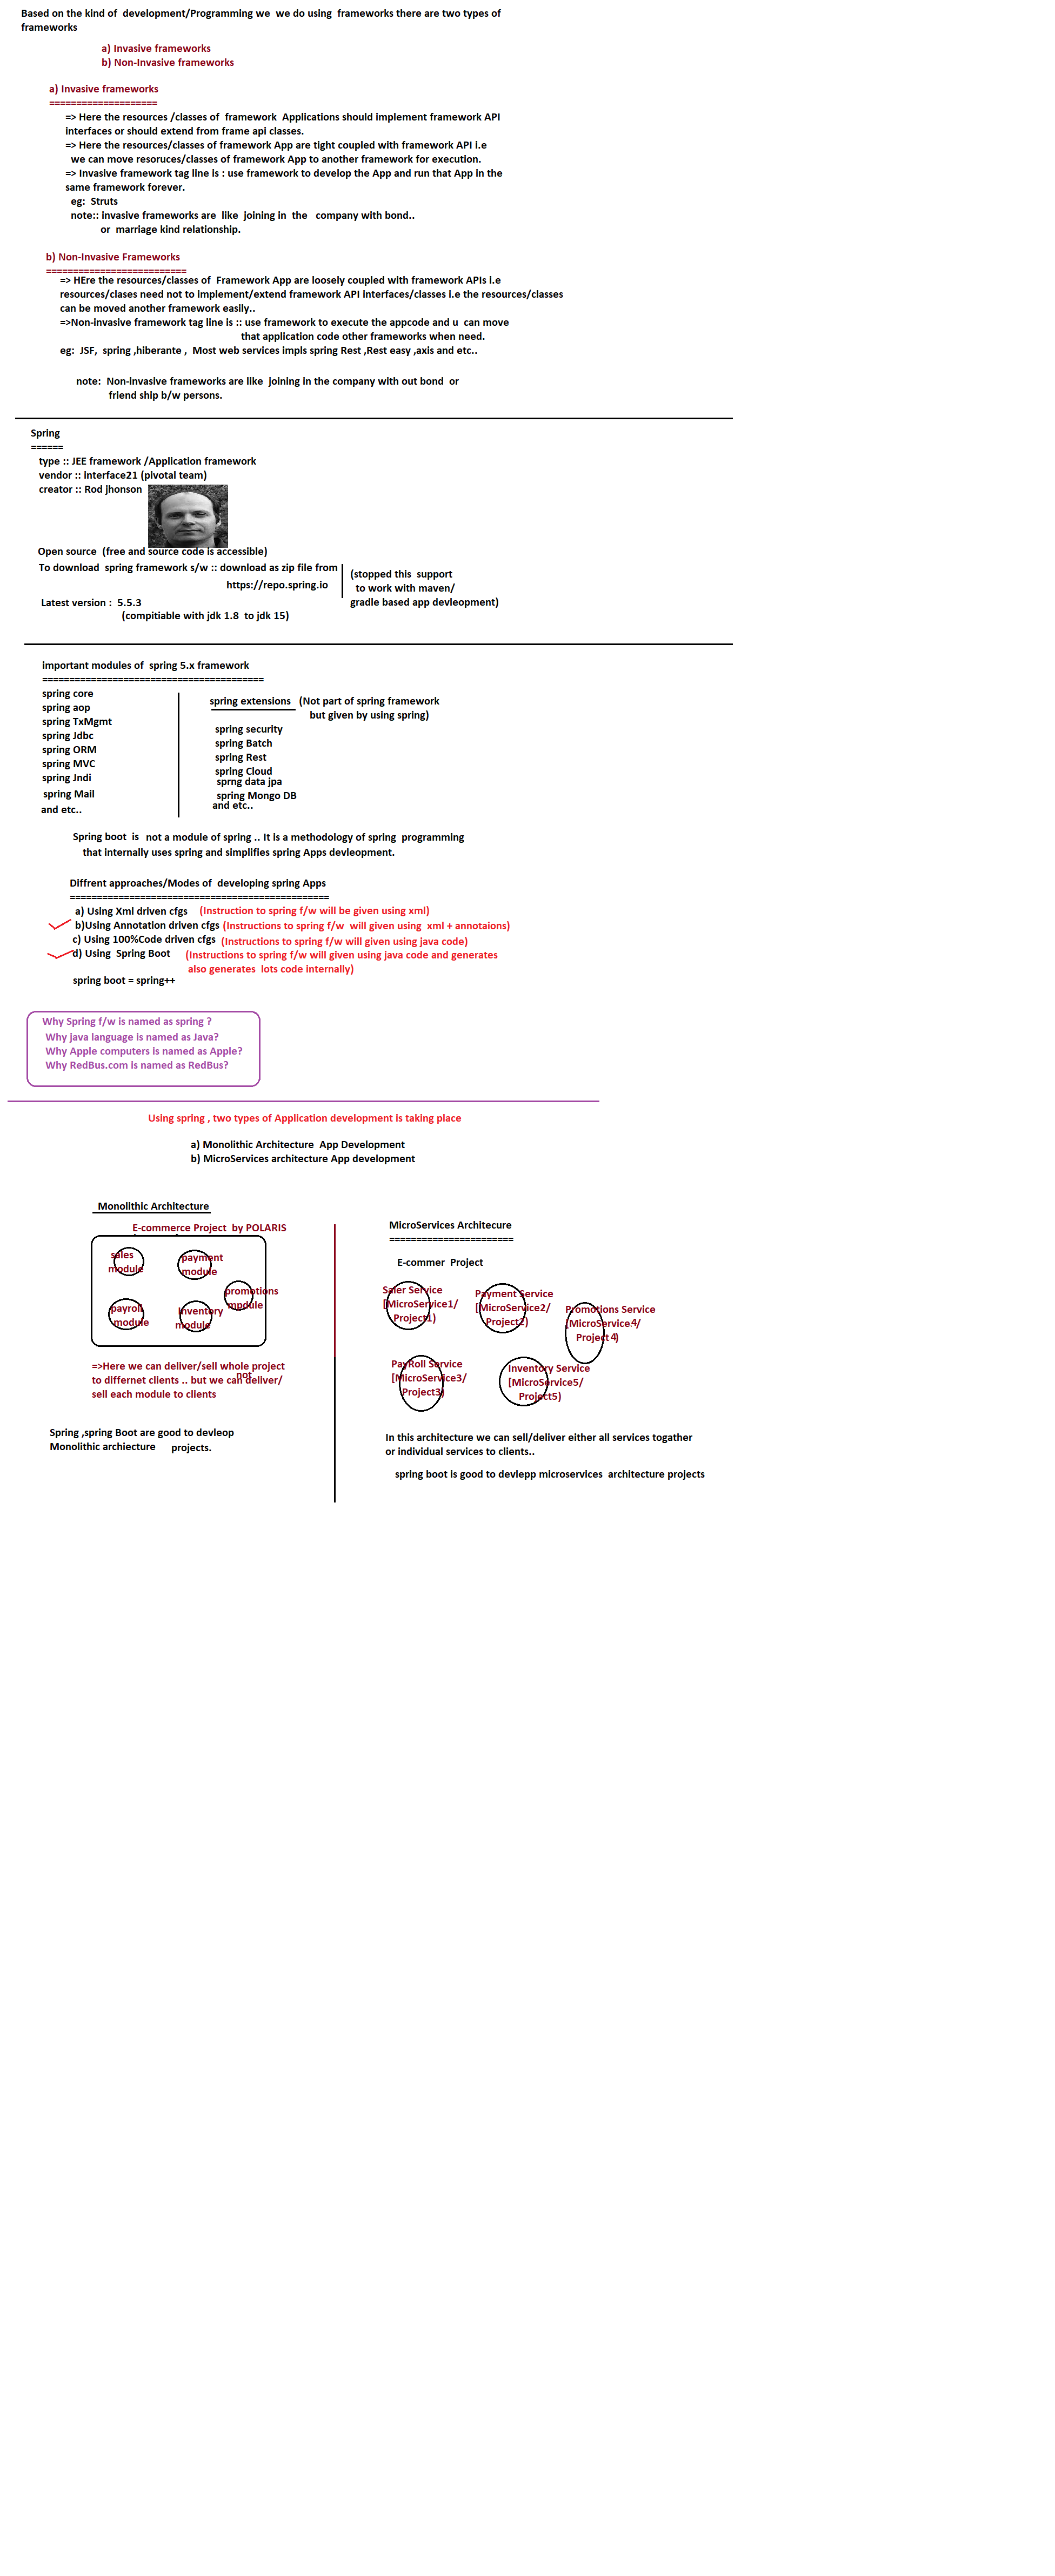 Based on the kind of  development/Programming we  we do using  frameworks there are two types of
frameworks
a) Invasive frameworks
b) Non-Invasive frameworks
a) Invasive frameworks
====================
=> Here the resources /classes of  framework  Applications should implement framework API
interfaces or should extend from frame api classes.
=> Here the resources/classes of framework App are tight coupled with framework API i.e
we can move resoruces/classes of framework App to another framework for execution.
=> Invasive framework tag line is : use framework to develop the App and run that App in the
same framework forever.
eg:  Struts
note:: invasive frameworks are  like  joining in  the   company with bond..
or  marriage kind relationship.
b) Non-Invasive Frameworks
==========================
=> HEre the resources/classes of  Framework App are loosely coupled with framework APIs i.e
resources/clases need not to implement/extend framework API interfaces/classes i.e the resources/classes
can be moved another framework easily..
=>Non-invasive framework tag line is :: use framework to execute the appcode and u  can move
that application code other frameworks when need.
eg:  JSF,  spring ,hiberante ,  Most web services impls spring Rest ,Rest easy ,axis and etc..
note:  Non-invasive frameworks are like  joining in the company with out bond  or
friend ship b/w persons.
Spring
======
type :: JEE framework /Application framework
vendor :: interface21 (pivotal team)
creator :: Rod jhonson
Open source  (free and source code is accessible)
To download  spring framework s/w :: download as zip file from
https://repo.spring.io
(stopped this  support
to work with maven/
gradle based app devleopment)
Latest version :  5.5.3
(compitiable with jdk 1.8  to jdk 15)
important modules of  spring 5.x framework
=========================================
spring core
spring aop
spring TxMgmt
spring Jdbc
spring ORM
spring MVC
spring Jndi
spring Mail
and etc..
spring extensions   (Not part of spring framework
but given by using spring)
spring security
spring Batch
spring Rest
spring Cloud
sprng data jpa
spring Mongo DB
and etc..
Spring boot  is   not a module of spring .. It is a methodology of spring  programming
that internally uses spring and simplifies spring Apps devleopment.
Diffrent approaches/Modes of  developing spring Apps
================================================
a) Using Xml driven cfgs    (Instruction to spring f/w will be given using xml)
b)Using Annotation driven cfgs (Instructions to spring f/w  will given using  xml + annotaions)
c) Using 100%Code driven cfgs  (Instructions to spring f/w will given using java code)
d) Using  Spring Boot     (Instructions to spring f/w will given using java code and generates
also generates  lots code internally)
spring boot = spring++
Why Spring f/w is named as spring ?
Why java language is named as Java?
Why Apple computers is named as Apple?
Why RedBus.com is named as RedBus?
Using spring , two types of Application development is taking place
a) Monolithic Architecture  App Development
b) MicroServices architecture App development
Monolithic Architecture
E-commerce Project  by POLARIS
sales
module
payment
module
promotions
module
payroll
module
Inventory
module
=>Here we can deliver/sell whole project
to differnet clients .. but we can deliver/
not
sell each module to clients
Spring ,spring Boot are good to devleop
Monolithic archiecture     projects.
MicroServices Architecure
=======================
E-commer  Project
Saler Service
[MicroService1/
Project1)
Payment Service
[MicroService2/
Project2)
Promotions Service
[MicroService4/
Project 4)
PayRoll Service
[MicroService3/
Project3)
Inventory Service
[MicroService5/
Project5)
In this architecture we can sell/deliver either all services togather
or individual services to clients..
spring boot is good to devlepp microservices  architecture projects